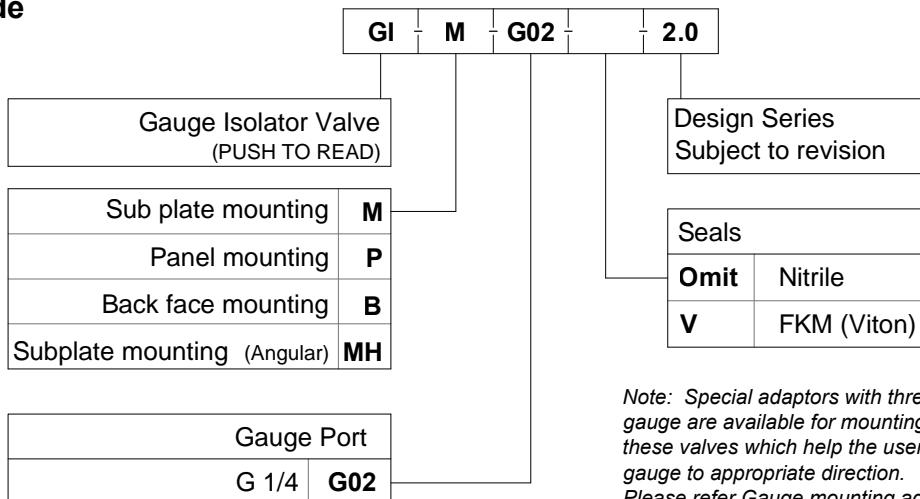 GI - M - G02 - - 2.0
Gauge Isolator Valve
(PUSH TO READ)
Sub plate mounting M
Panel mounting P
Back face mounting B
Subplate mounting (Angular) MH
Gauge Port
G 1/4 G02
Design Series
Subject to revision
Seals
Omit Nitrile
V FKM (Viton)
Note: Special adaptors with
gauge are available for mounting
these valves which help the user
gauge to appropriate direction.
Please refer Gauge mounting